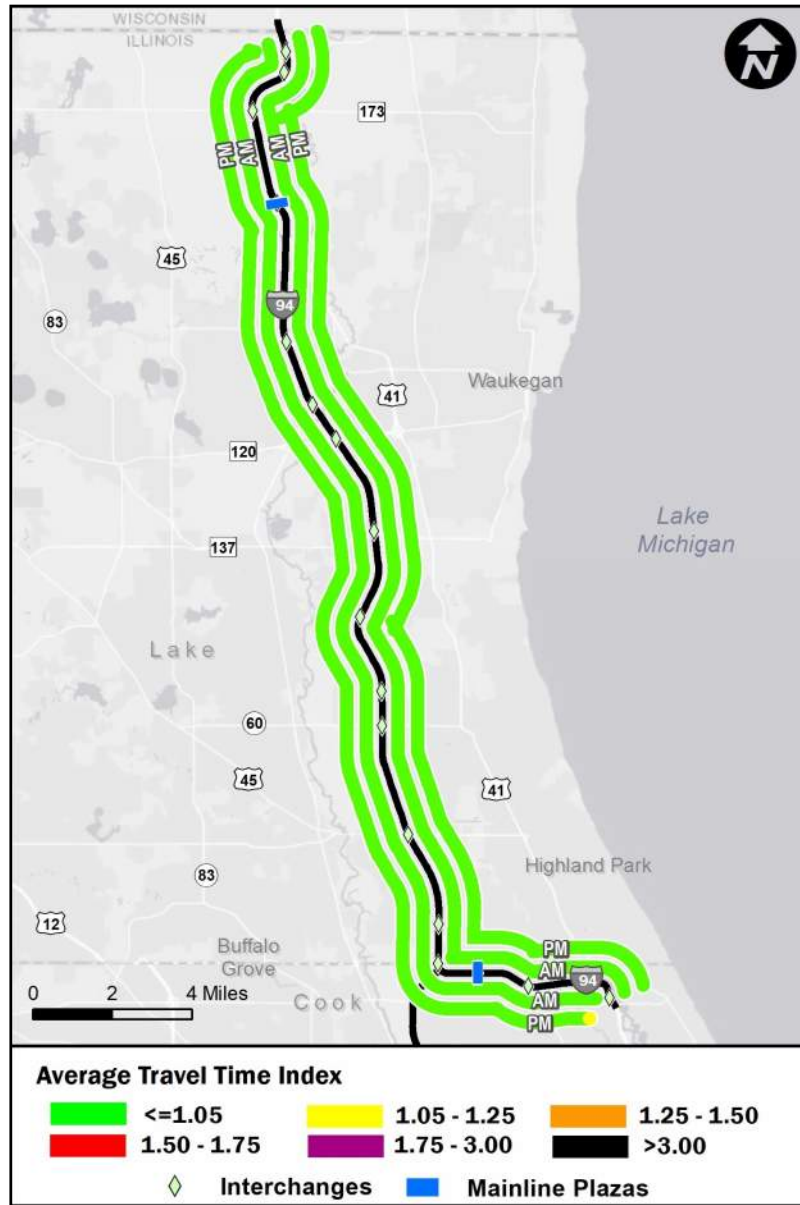 WISCONSIN
ILLINOIS
N
173
PM
AM
AM
PM
45
94
83
Waukegan
41
120
Lake
Michigan
137
Lake
60
45
41
Highland Park
83
12
Buffalo
Grove
PM
AM
94
AM
PM
0 2 4 Miles
Cook
Average Travel Time Index
<=1.05 1.05 - 1.25 1.25 - 1.50
1.50 - 1.75 1.75 - 3.00 >3.00
Interchanges Mainline Plazas